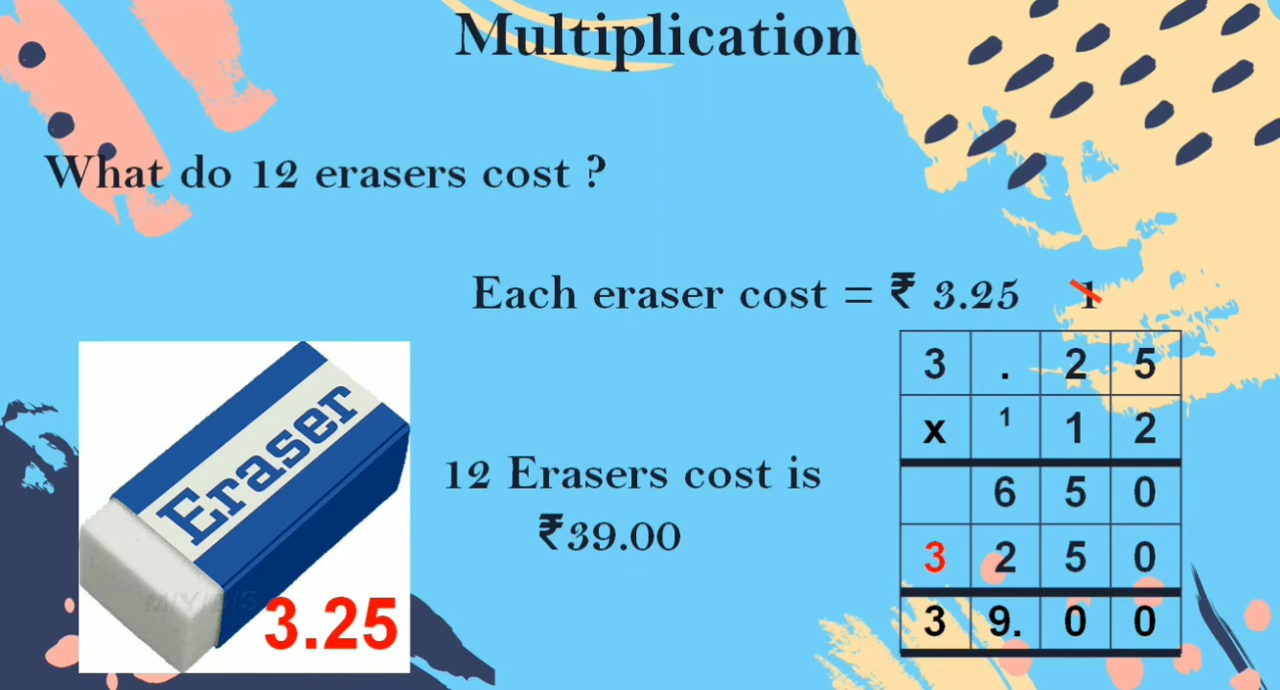 Multiplication
What do 12 erasers cost ?
Each eraser cost = ₹ 3.25 1
Eraser
3.25
12 Erasers cost is
₹39.00
3 . 2 5
x 1 1 2
6 5 0
3 2 5 0
3 9. 0 0